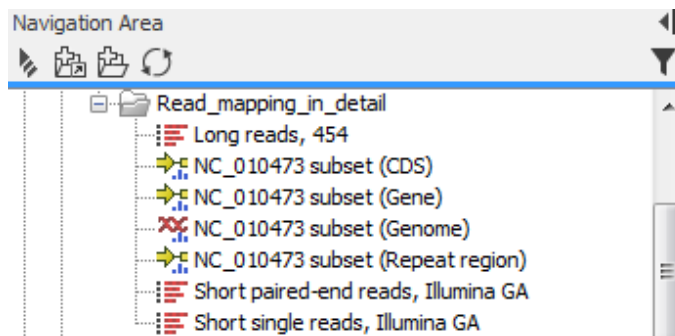 Navigation Area
Read_mapping_in_detail
Long reads, 454
NC_010473 subset (CDS)
NC_010473 subset (Gene)
NC_010473 subset (Genome)
NC_010473 subset (Repeat region)
Short paired-end reads, Illumina GA
Short single reads, Illumina GA